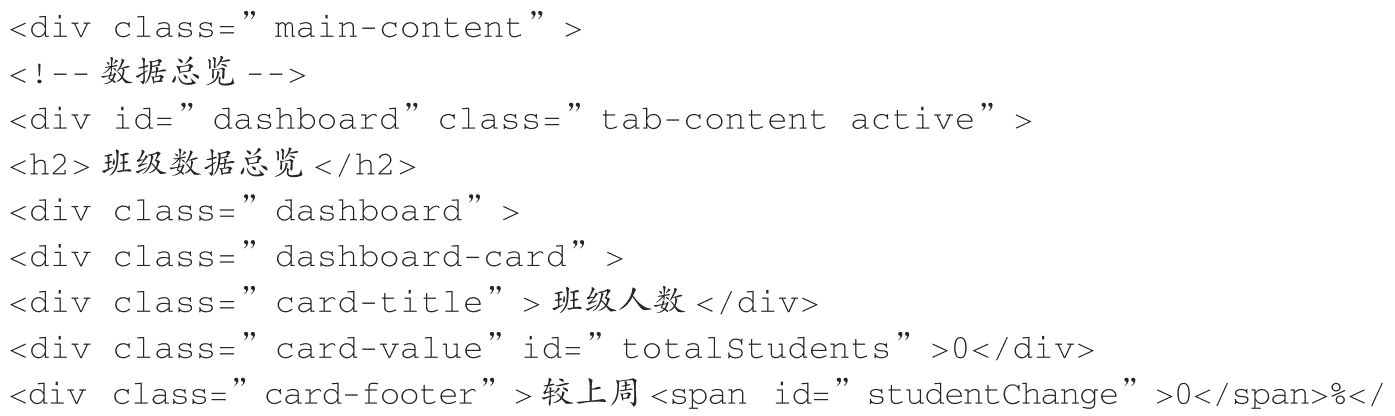 <div class=”main-content”>
<!--数据总览-->
<div id=”dashboard”class=”tab-content active”>
<h2>班级数据总览</h2>
<div class=”dashboard”>
<div class=”dashboard-card”>
<div class=”card-title”>班级人数</div>
<div class=”card-value”id=”totalStudents”>0</div>
<div class=”card-footer”>较上周<span id=”studentChange”>0</span>%</